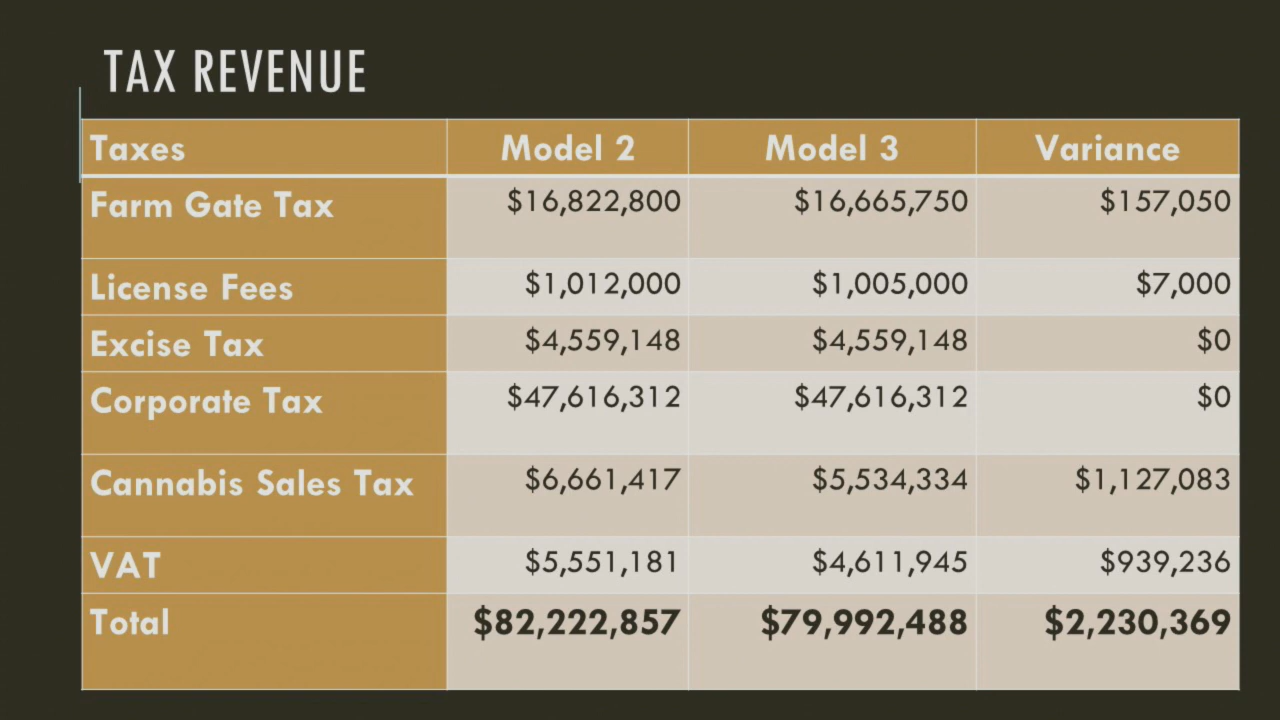 TAX REVENUE
Taxes Model 2 Model 3 Variance
Farm Gate Tax $16,822,800 $16,665,750 $157,050
License Fees $1,012,000 $1,005,000 $7,000
Excise Tax $4,559,148 $4,559,148 $0
Corporate Tax $47,616,312 $47,616,312 $0
Cannabis Sales Tax $6,661,417 $5,534,334 $1,127,083
VAT $5,551,181 $4,611,945 $939,236
Total $82,222,857 $79,992,488 $2,230,369